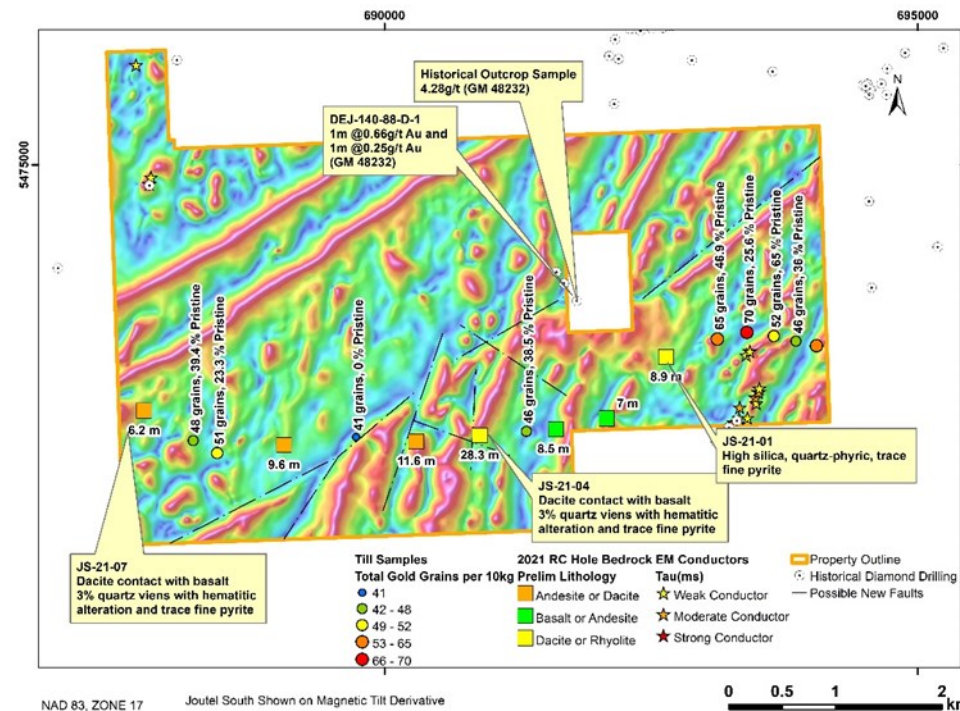 690000
695000
5475000
N
Historical Outcrop Sample
4.28g/t (GM 48232)
DEJ-140-88-D-1
1m @0.66g/t Au and
1m @0.25g/t Au
(GM 48232)
48 grains, 39.4 % Pristine
51 grains, 23.3 % Pristine
41 grains, 0 % Pristine
46 grains, 38.5 % Pristine
65 grains, 46.9 % Pristine
70 grains, 25.6 % Pristine
52 grains, 65 % Pristine
46 grains, 36 % Pristine
6.2 m
9.6 m
11.6 m
28.3 m
8.5 m
7 m
8.9 m
JS-21-01
High silica, quartz-phyric, trace
fine pyrite
JS-21-04
Dacite contact with basalt
3% quartz viens with hematitic
alteration and trace fine pyrite
JS-21-07
Dacite contact with basalt
3% quartz viens with hematitic
alteration and trace fine pyrite
Till Samples
Total Gold Grains per 10kg
41
42 - 48
49 - 52
53 - 65
66 - 70
2021 RC Hole Bedrock
Prelim Lithology
Andesite or Dacite
Basalt or Andesite
Dacite or Rhyolite
EM Conductors
Tau(ms)
Weak Conductor
Moderate Conductor
Strong Conductor
Property Outline
Historical Diamond Drilling
Possible New Faults
NAD 83, ZONE 17
Joutel South Shown on Magnetic Tilt Derivative
0 0.5 1 2
km